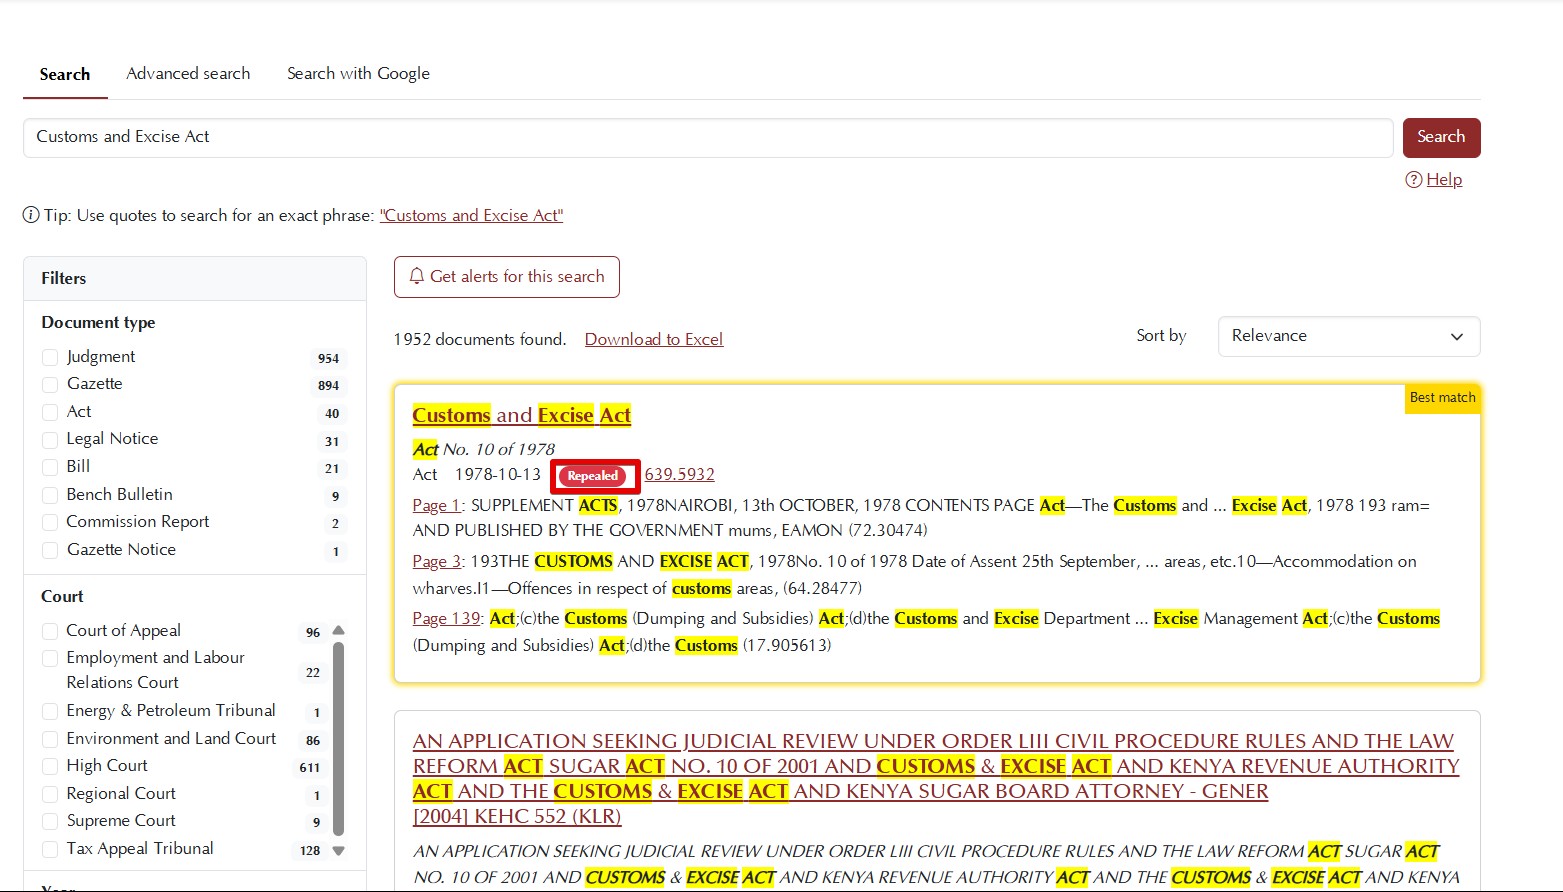 Search Advanced search Search with Google
Customs and Excise Act Search
Help
Tip: Use quotes to search for an exact phrase: "Customs and Excise Act"
Filters
Document type
Judgment 954
Gazette 894
Act 40
Legal Notice 31
Bill 21
Bench Bulletin 9
Commission Report 2
Gazette Notice 1
Court
Court of Appeal 96
Employment and Labour
Relations Court 22
Energy & Petroleum Tribunal 1
Environment and Land Court 86
High Court 611
Regional Court 1
Supreme Court 9
Tax Appeal Tribunal 128
Get alerts for this search
1952 documents found. Download to Excel Sort by Relevance
Best match
Customs and Excise Act
Act No. 10 of 1978
Act 1978-10-13 Repealed 639.5932
Page 1: SUPPLEMENT ACTS, 1978NAIROBI, 13th OCTOBER, 1978 CONTENTS PAGE Act—The Customs and ... Excise Act, 1978 193 ram=
AND PUBLISHED BY THE GOVERNMENT mums, EAMON (72.30474)
Page 3: 193THE CUSTOMS AND EXCISE ACT, 1978No. 10 of 1978 Date of Assent 25th September, ... areas, etc.10—Accommodation on
wharves.I1—Offences in respect of customs areas, (64.28477)
Page 139: Act;(c)the Customs (Dumping and Subsidies) Act;(d)the Customs and Excise Department ... Excise Management Act;(c)the Customs
(Dumping and Subsidies) Act;(d)the Customs (17.905613)
AN APPLICATION SEEKING JUDICIAL REVIEW UNDER ORDER LIII CIVIL PROCEDURE RULES AND THE LAW
REFORM ACT SUGAR ACT NO. 10 OF 2001 AND CUSTOMS & EXCISE ACT AND KENYA REVENUE AUTHORITY
ACT AND THE CUSTOMS & EXCISE ACT AND KENYA SUGAR BOARD ATTORNEY - GENER
[2004] KEHC 552 (KLR)
AN APPLICATION SEEKING JUDICIAL REVIEW UNDER ORDER LIII CIVIL PROCEDURE RULES AND THE LAW REFORM ACT SUGAR ACT
NO. 10 OF 2001 AND CUSTOMS & EXCISE ACT AND KENYA REVENUE AUTHORITY ACT AND THE CUSTOMS & EXCISE ACT AND KENYA